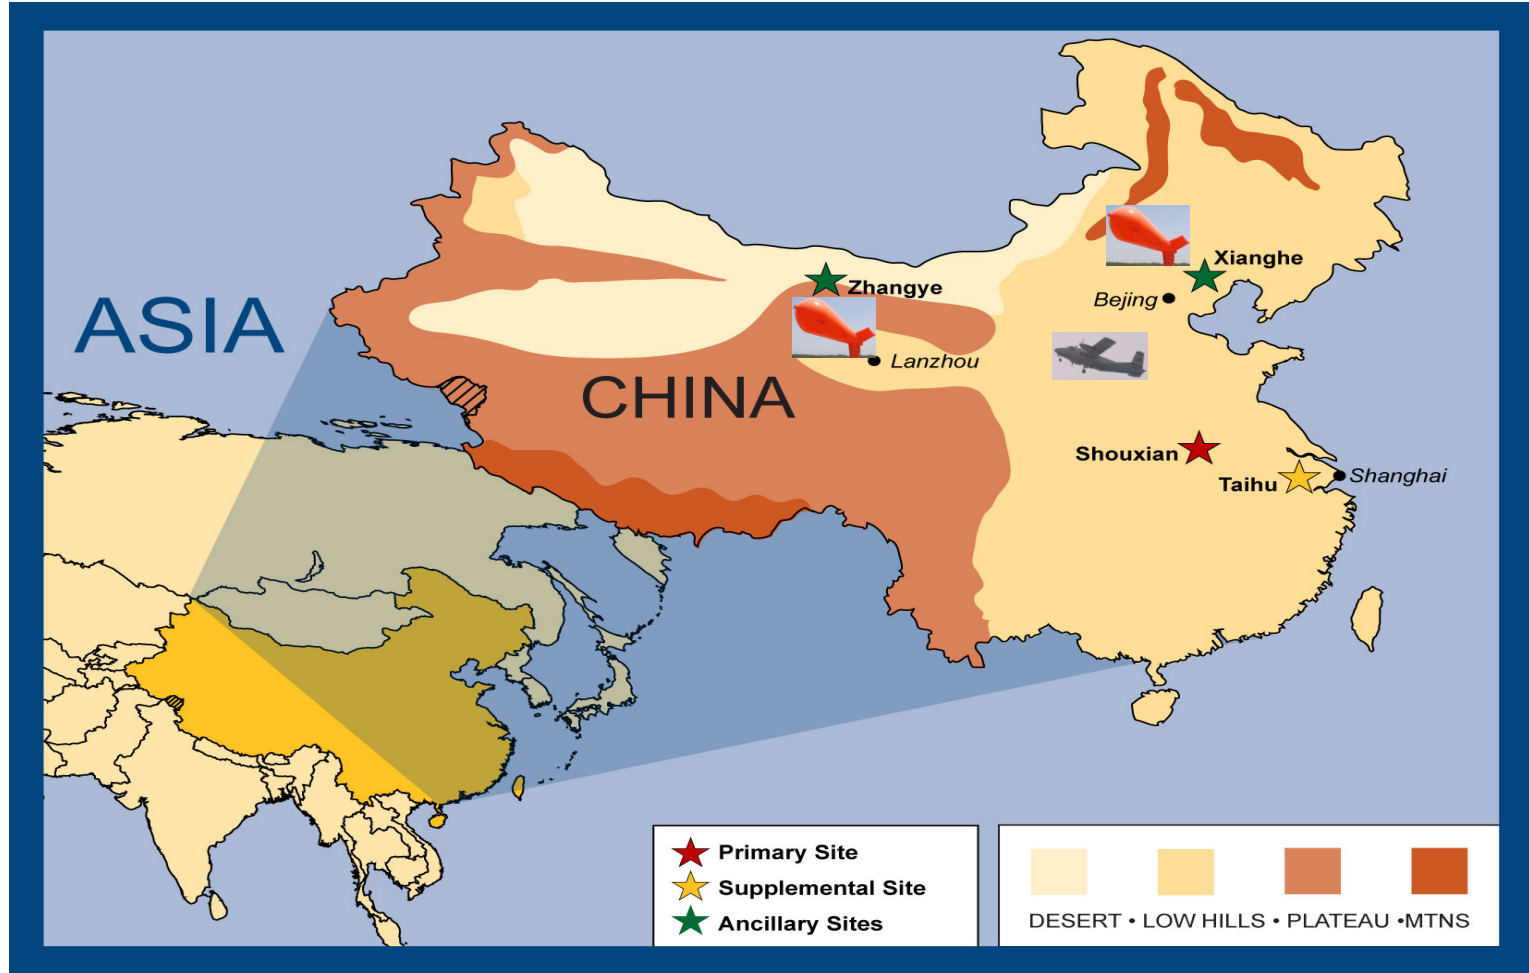 ASIA
CHINA
Zhangye
Lanzhou
Xianghe
Bejing
Shouxian
Taihu
Shanghai
Primary Site
Supplemental Site
Ancillary Sites
DESERT • LOW HILLS • PLATEAU •MTNS